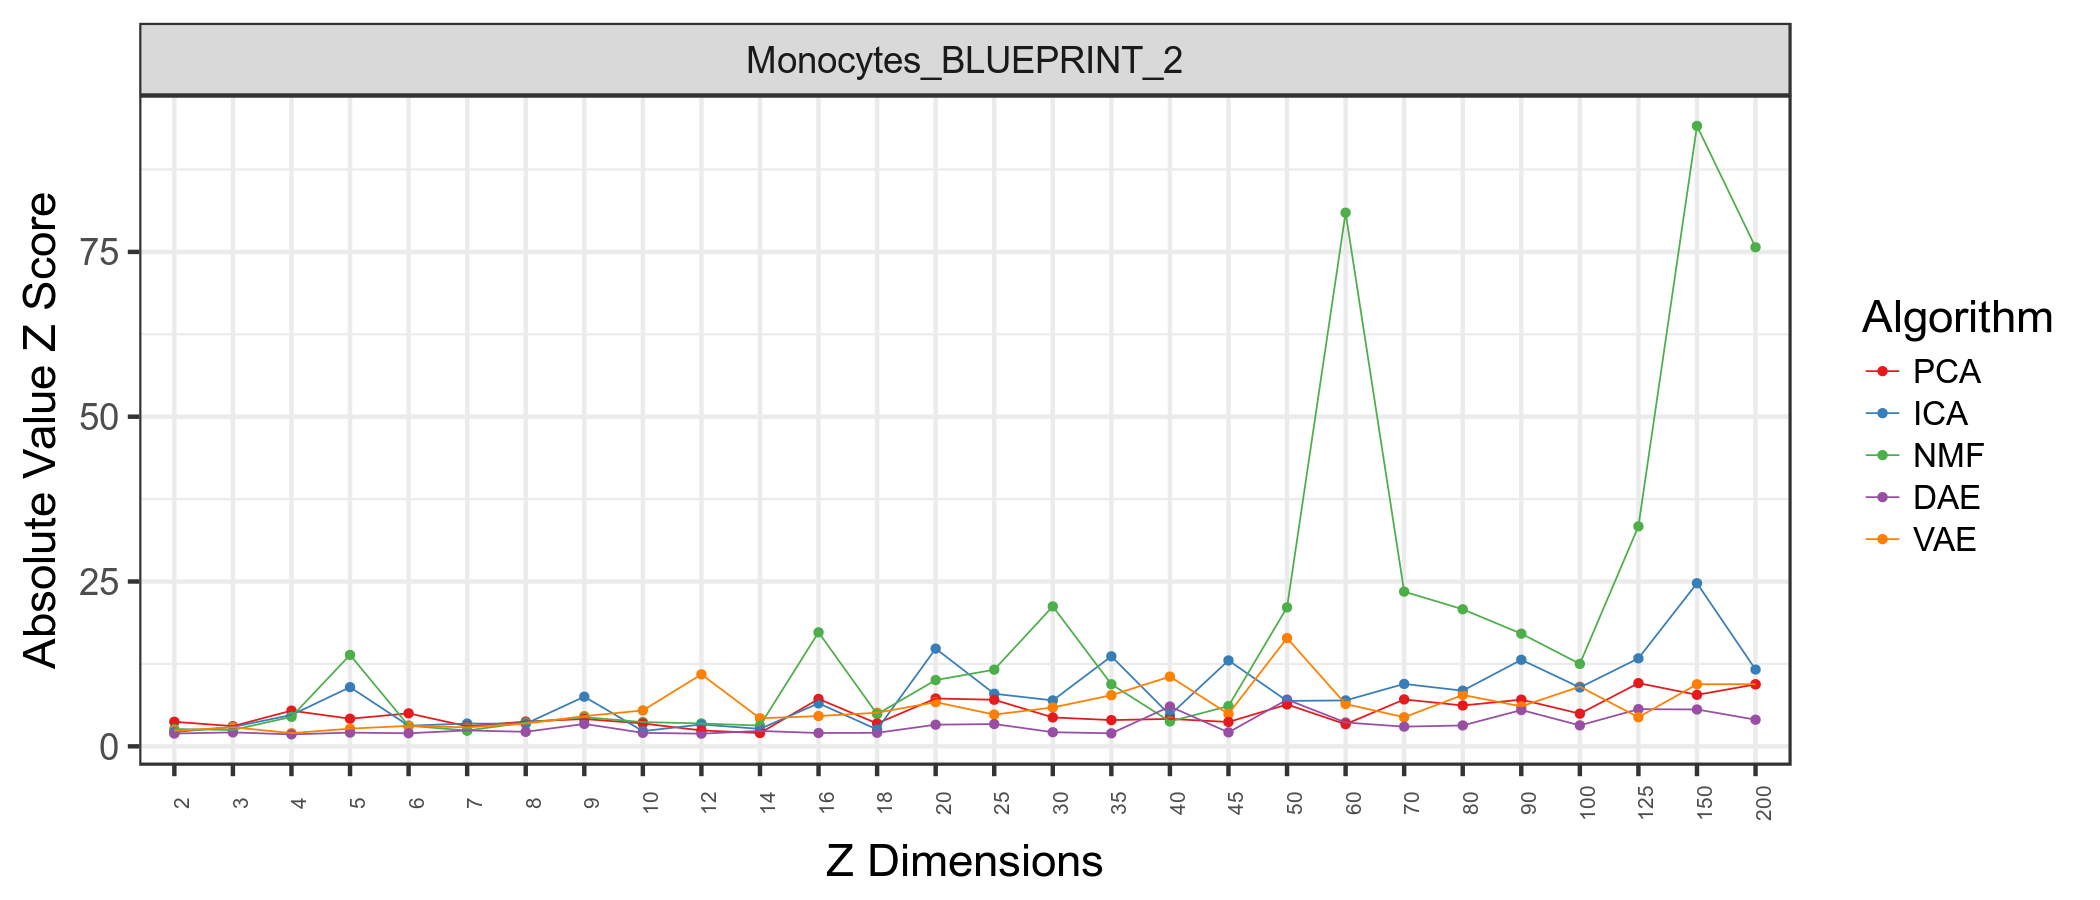 Monocytes_BLUEPRINT_2
Absolute Value Z Score
75
50
25
0
2 3 4 5 6 7 8 9 10 12 14 16 18 20 25 30 35 40 45 50 60 70 80 90 100 125 150 200
Z Dimensions
Algorithm
PCA
ICA
NMF
DAE
VAE